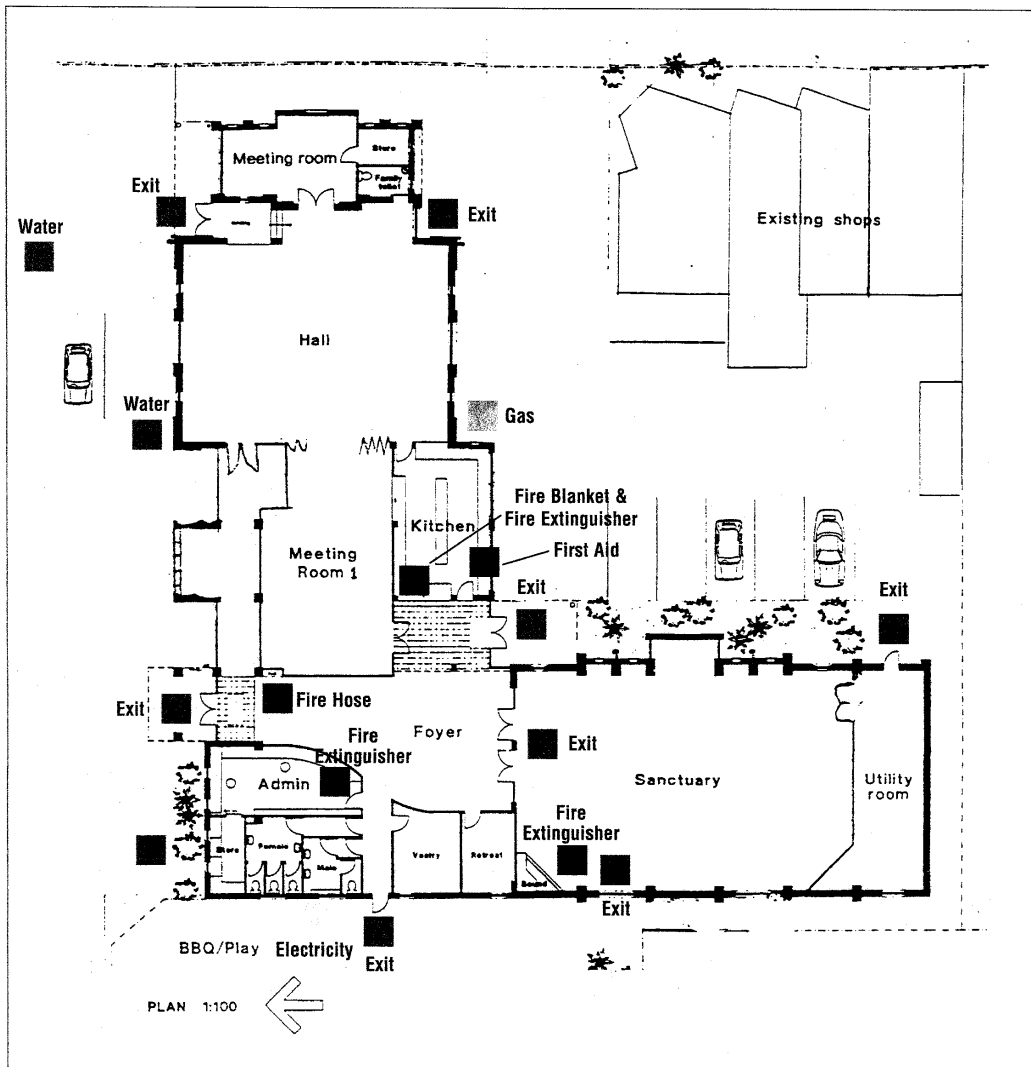 Meeting room
Store
Family
toilet
Exit
Exit
Water
Existing shops
Hall
Water
Gas
Kitchen
Fire Blanket &
Fire Extinguisher
First Aid
Meeting
Room 1
Exit
Exit
Exit
Fire Hose
Foyer
Fire
Extinguisher
Exit
Admin
Sanctuary
Utility
room
Fire
Extinguisher
Store
Female
Male
Vestry
Retreat
Sound
Exit
BBQ/Play
Electricity
Exit
PLAN 1:100